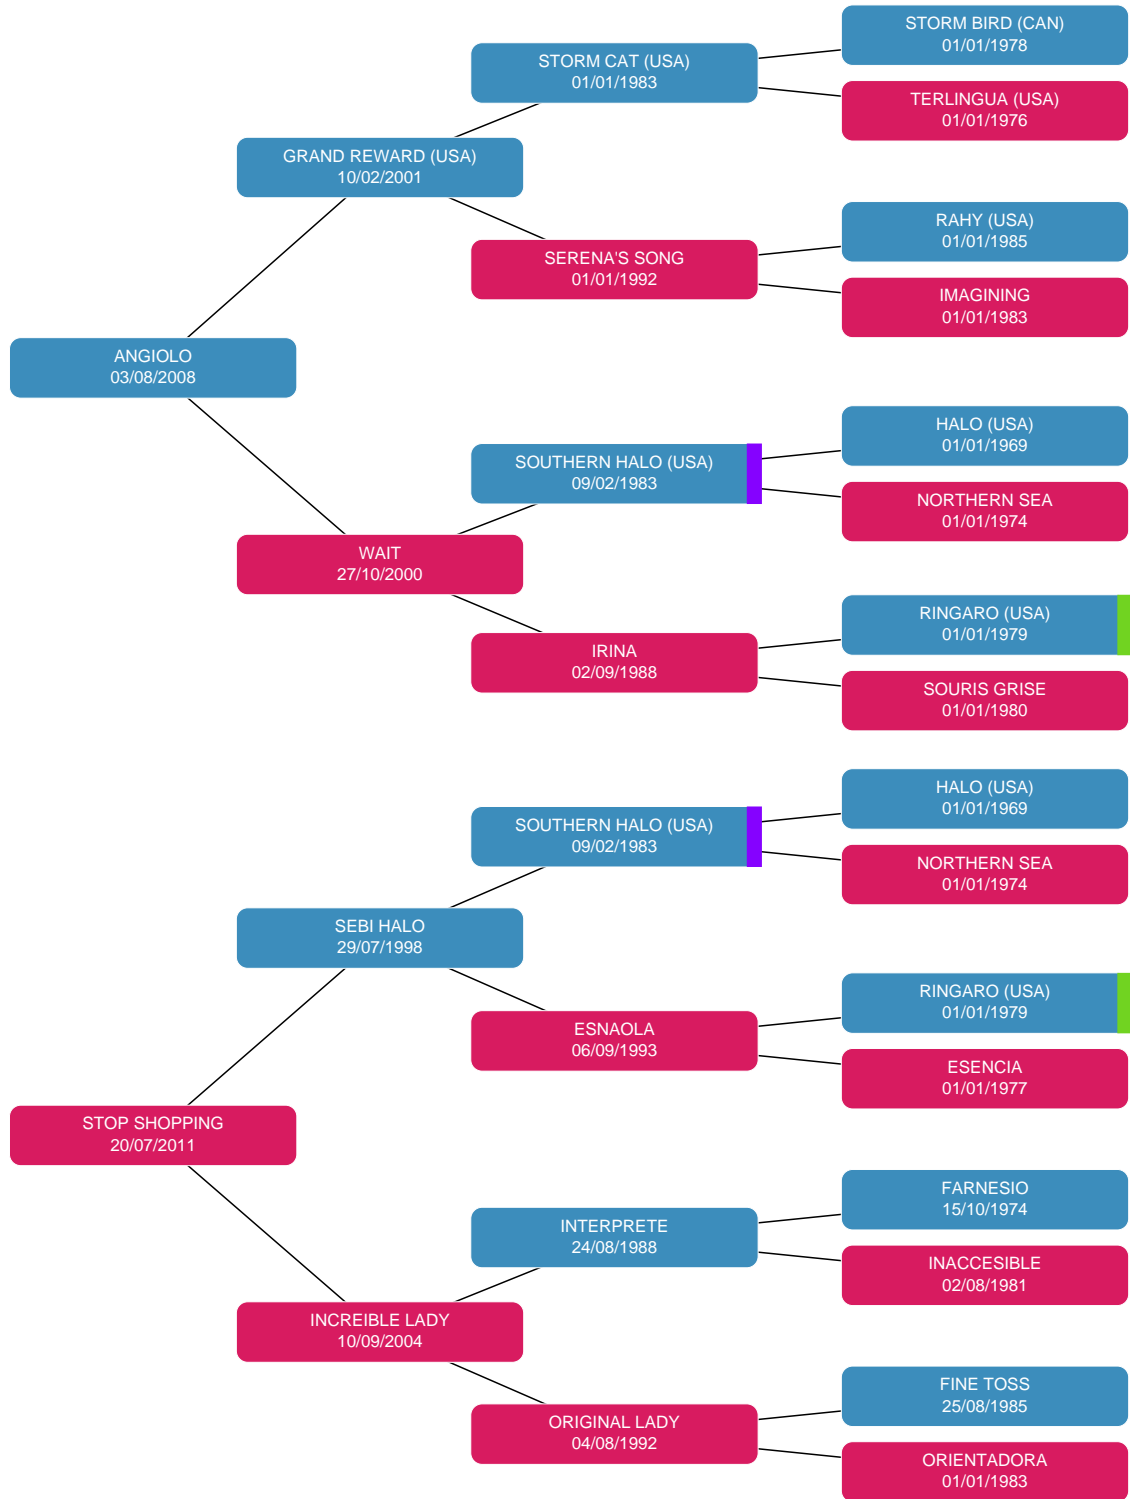 STORM BIRD (CAN)
01/01/1978
STORM CAT (USA)
01/01/1983
TERLINGUA (USA)
01/01/1976
GRAND REWARD (USA)
10/02/2001
RAHY (USA)
01/01/1985
SERENA'S SONG
01/01/1992
IMAGINING
01/01/1983
ANGIOLO
03/08/2008
HALO (USA)
01/01/1969
SOUTHERN HALO (USA)
09/02/1983
NORTHERN SEA
01/01/1974
WAIT
27/10/2000
RINGARO (USA)
01/01/1979
IRINA
02/09/1988
SOURIS GRISE
01/01/1980
HALO (USA)
01/01/1969
SOUTHERN HALO (USA)
09/02/1983
NORTHERN SEA
01/01/1974
SEBI HALO
29/07/1998
RINGARO (USA)
01/01/1979
ESNAOLA
06/09/1993
ESENCIA
01/01/1977
STOP SHOPPING
20/07/2011
FARNESIO
15/10/1974
INTERPRETE
24/08/1988
INACCESIBLE
02/08/1981
INCREIBLE LADY
10/09/2004
FINE TOSS
25/08/1985
ORIGINAL LADY
04/08/1992
ORIENTADORA
01/01/1983